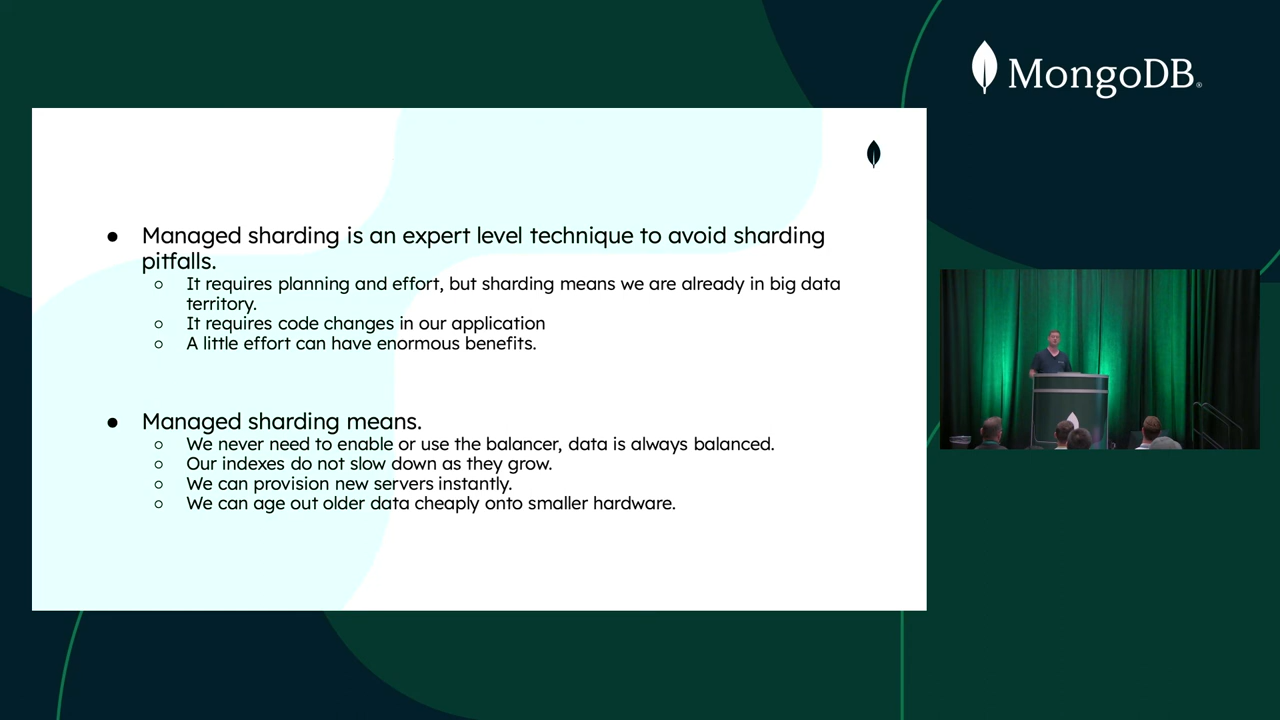 MongoDB®
● Managed sharding is an expert level technique to avoid sharding
pitfalls.
○ It requires planning and effort, but sharding means we are already in big data
territory.
○ It requires code changes in our application
○ A little effort can have enormous benefits.
● Managed sharding means.
○ We never need to enable or use the balancer, data is always balanced.
○ Our indexes do not slow down as they grow.
○ We can provision new servers instantly.
○ We can age out older data cheaply onto smaller hardware.